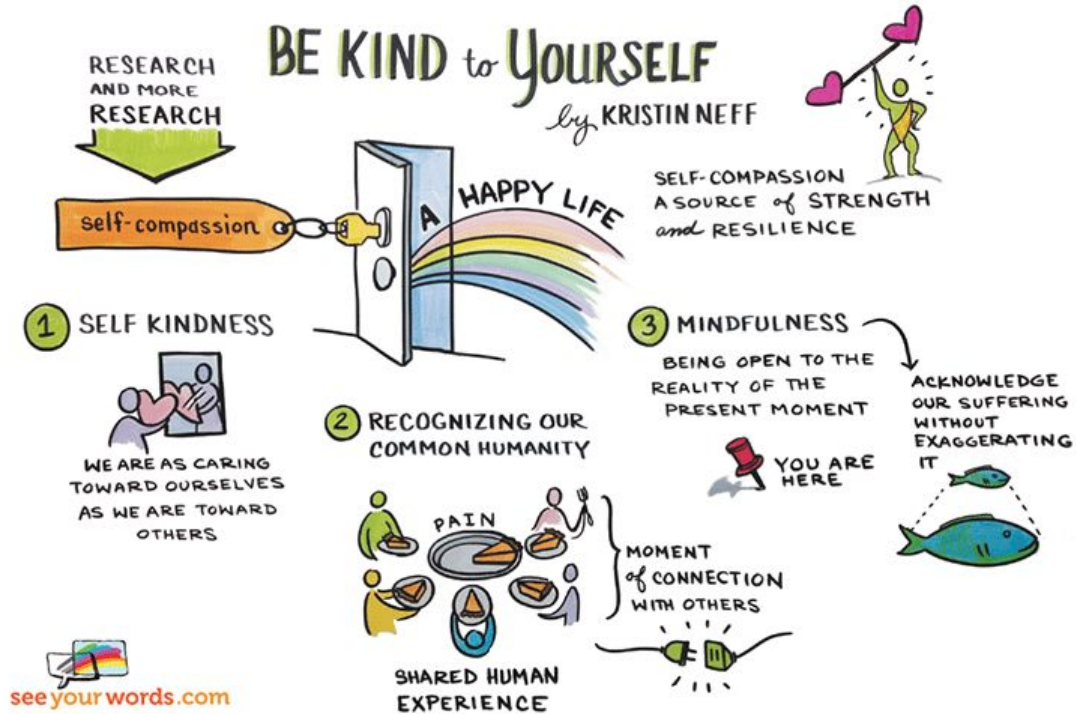 BE KIND to YOURSELF
by KRISTIN NEFF
RESEARCH
AND MORE
RESEARCH
self-compassion
A HAPPY LIFE
SELF-COMPASSION
A SOURCE of STRENGTH
and RESILIENCE
1 SELF KINDNESS
WE ARE AS CARING
TOWARD OURSELVES
AS WE ARE TOWARD
OTHERS
2 RECOGNIZING OUR
COMMON HUMANITY
PAIN
MOMENT
of CONNECTION
WITH OTHERS
SHARED HUMAN
EXPERIENCE
3 MINDFULNESS
BEING OPEN TO THE
REALITY OF THE
PRESENT MOMENT
YOU ARE
HERE
ACKNOWLEDGE
OUR SUFFERING
WITHOUT
EXAGGERATING
IT
seeyourwords.com